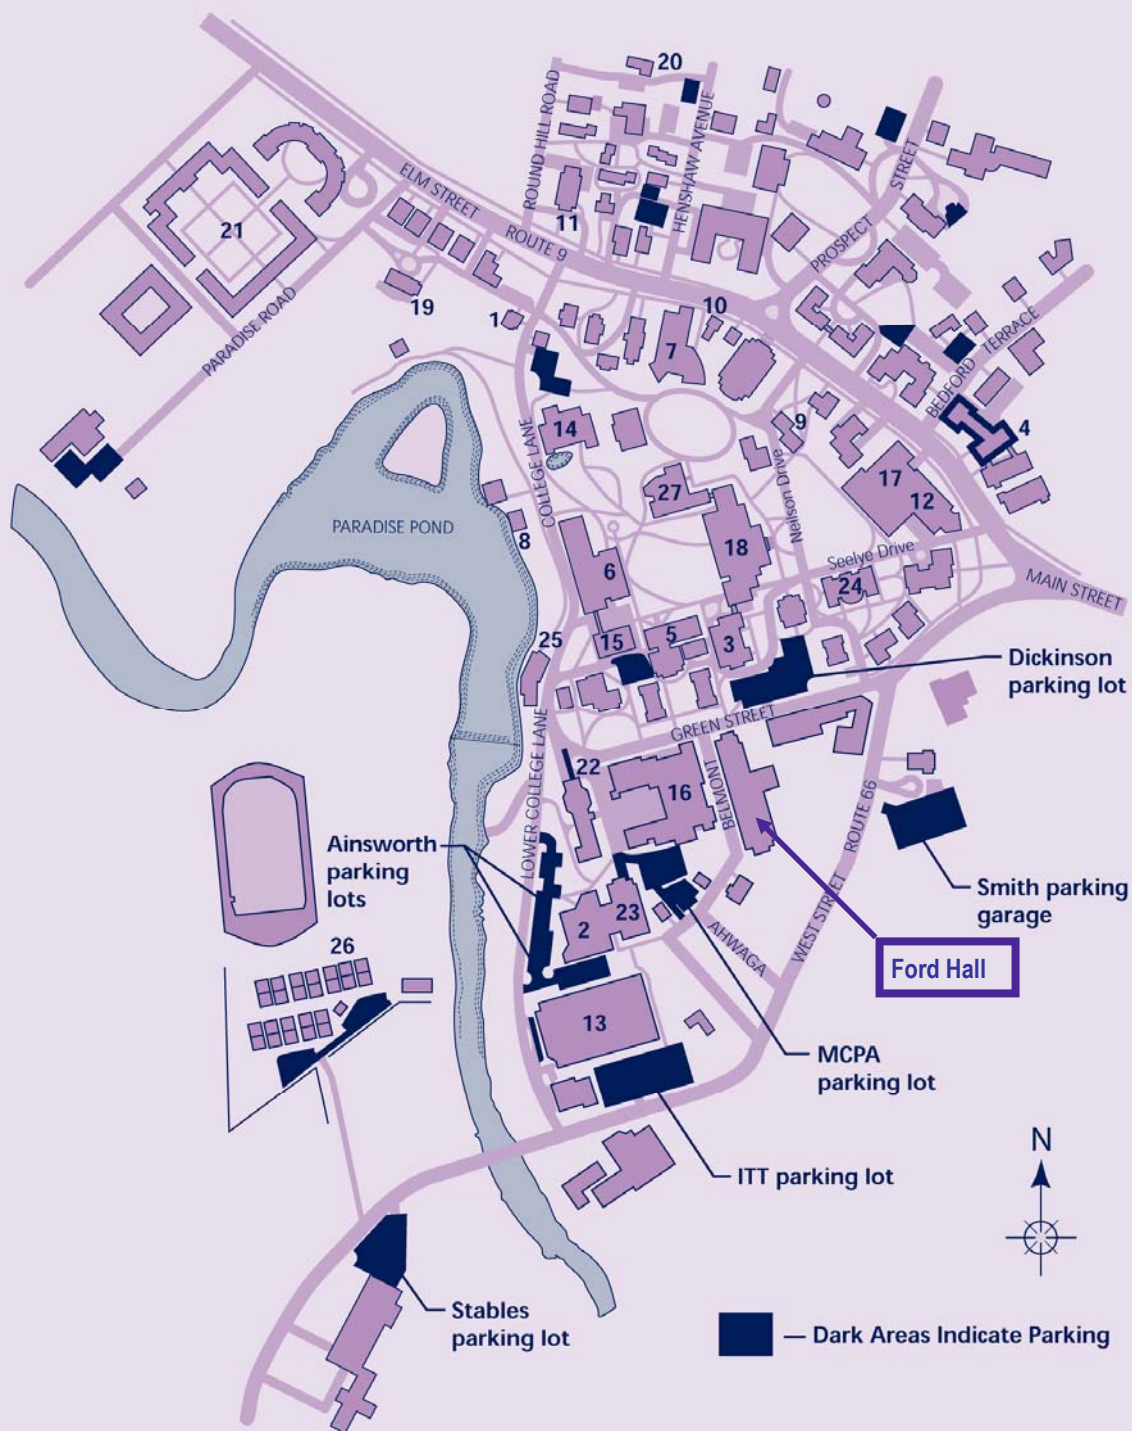 20
ROUND HILL ROAD
HENSHAW AVENUE
ELM STREET
ROUTE 9
11
21
PROSPECT
STREET
19
1
10
7
PARADISE ROAD
BEDFORD
TERRACE
14
COLLEGE LANE
9
4
27
17
12
PARADISE POND
8
18
Neilson Drive
Seelye Drive
6
24
MAIN STREET
25
15
5
3
Dickinson
parking lot
GREEN STREET
LOWER COLLEGE LANE
22
16
BELMONT
WEST STREET
ROUTE 66
Ainsworth
parking
lots
Smith parking
garage
2
23
AHWAGA
Ford Hall
26
13
MCPA
parking lot
N
ITT parking lot
Stables
parking lot
— Dark Areas Indicate Parking